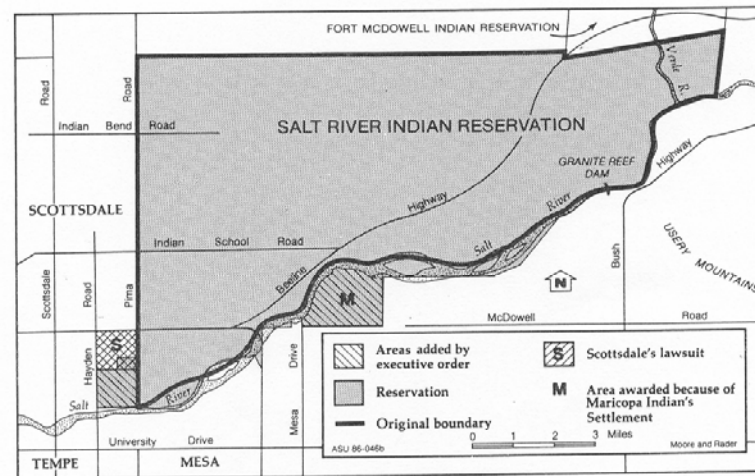 FORT McDOWELL INDIAN RESERVATION
Verde R.
Road
Road
Indian Bend Road
SALT RIVER INDIAN RESERVATION
GRANITE REEF
DAM
Highway
Highway
SCOTTSDALE
River
USERY MOUNTAINS
Indian School Road
Salt
Beeline
Bush
Scottsdale
Road
Pima
N
M
McDowell Road
S
Hayden
Drive
Salt
River
Mesa
University Drive
TEMPE
MESA
Areas added by
executive order
Reservation
Original boundary
S Scottsdale's lawsuit
M Area awarded because of
Maricopa Indian's
Settlement
0 1 2 3 Miles
ASU 86-046b
Moore and Rader